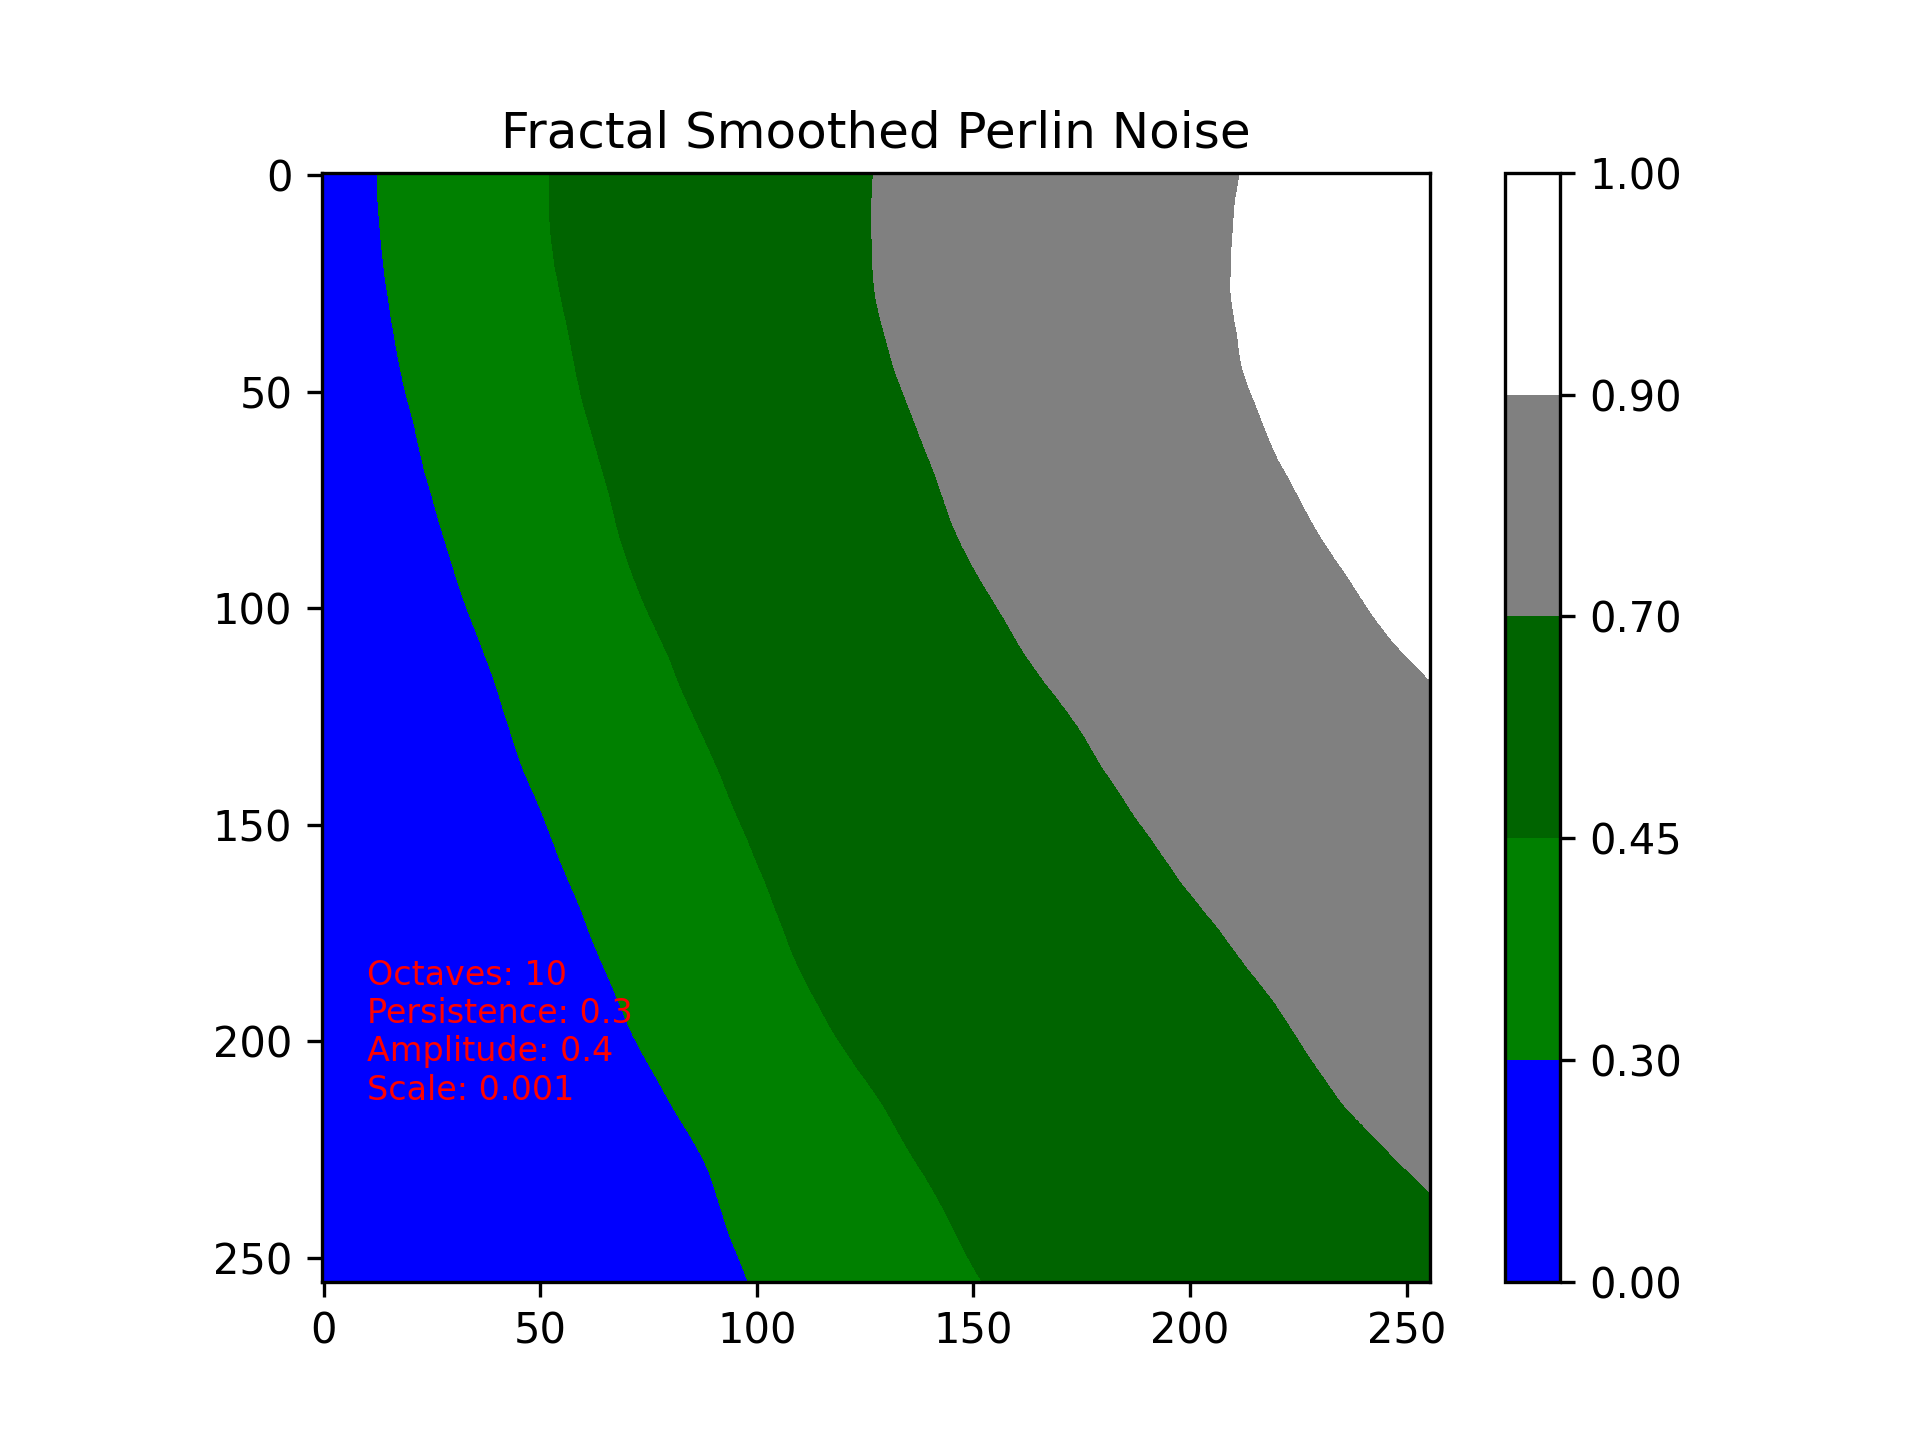 Fractal Smoothed Perlin Noise
0
50
100
150
200
250
Octaves: 10
Persistence: 0.3
Amplitude: 0.4
Scale: 0.001
0 50 100 150 200 250
1.00
0.90
0.70
0.45
0.30
0.00